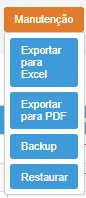 Manutenção
Exportar
para
Excel
Exportar
para PDF
Backup
Restaurar